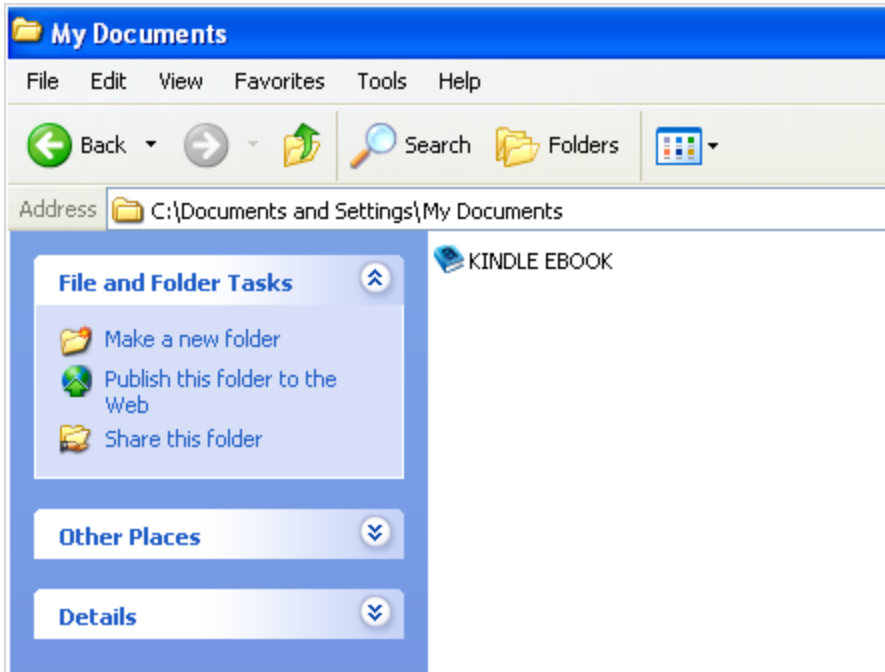 My Documents
File Edit View Favorites Tools Help
Back Search Folders
Address C:\Documents and Settings\My Documents
KINDLE EBOOK
File and Folder Tasks
Make a new folder
Publish this folder to the
Web
Share this folder
Other Places
Details